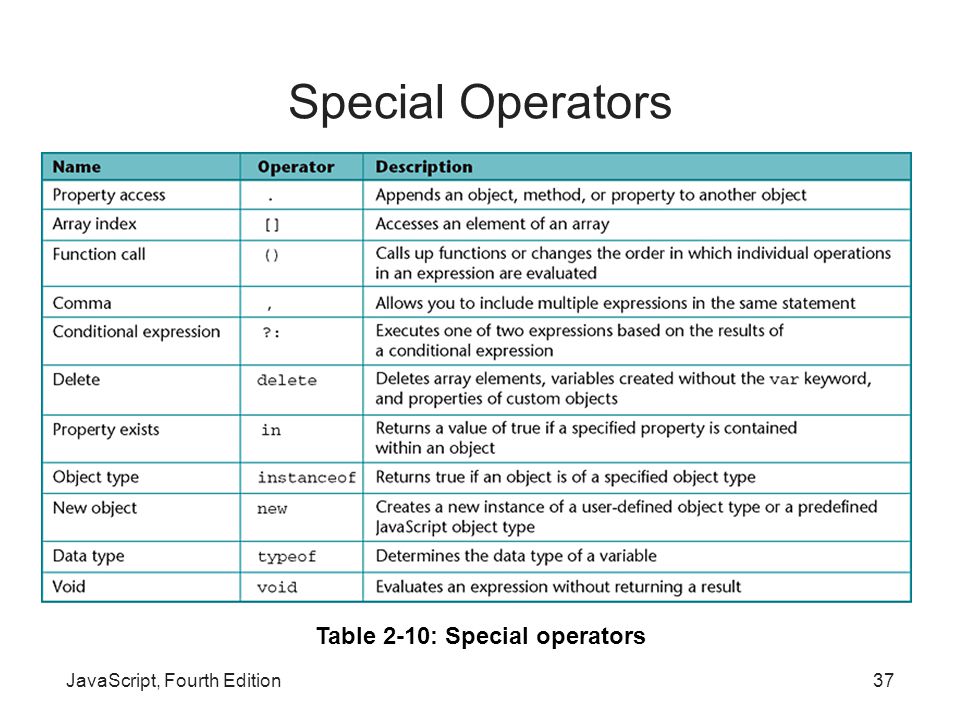 Special Operators
Name Operator Description
Property access . Appends an object, method, or property to another object
Array index [] Accesses an element of an array
Function call () Calls up functions or changes the order in which individual operations
in an expression are evaluated
Comma , Allows you to include multiple expressions in the same statement
Conditional expression ?: Executes one of two expressions based on the results of
a conditional expression
Delete delete Deletes array elements, variables created without the var keyword,
and properties of custom objects
Property exists in Returns a value of true if a specified property is contained
within an object
Object type instanceof Returns true if an object is of a specified object type
New object new Creates a new instance of a user-defined object type or a predefined
JavaScript object type
Data type typeof Determines the data type of a variable
Void void Evaluates an expression without returning a result
Table 2-10: Special operators
JavaScript, Fourth Edition 37